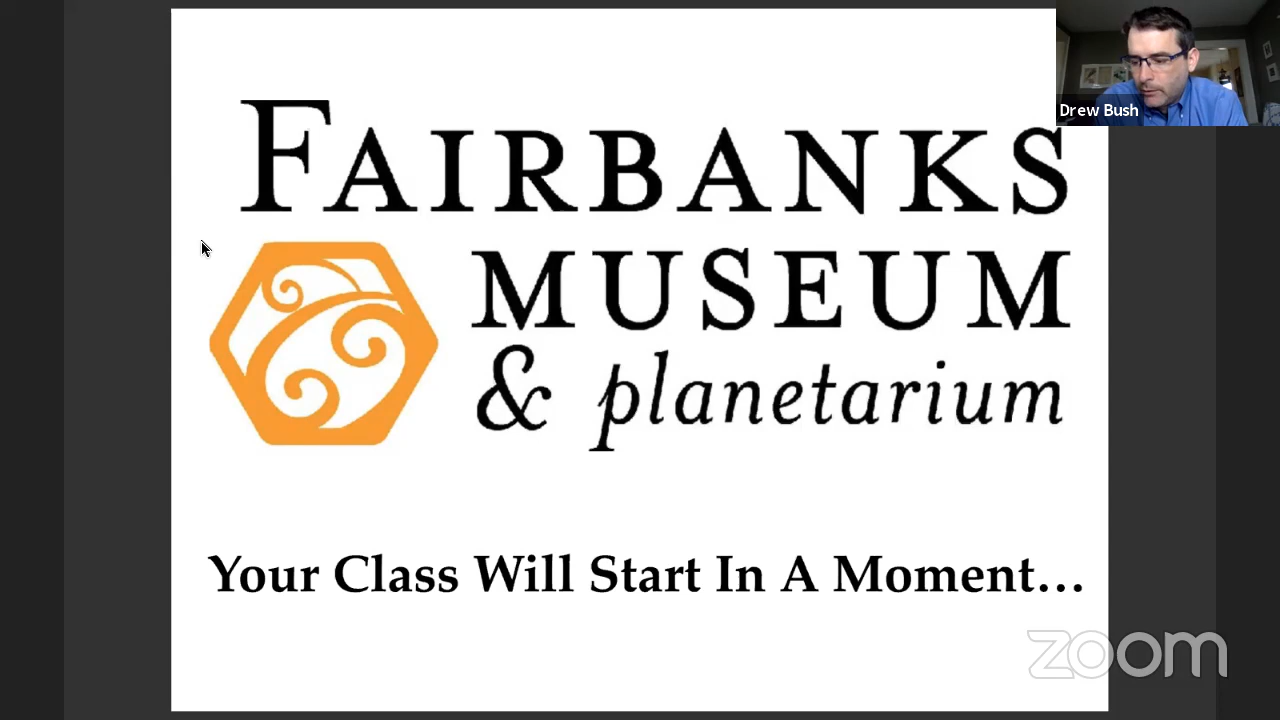 Drew Bush
FAIRBANKS
MUSEUM
& planetarium
Your Class Will Start In A Moment...
zoom